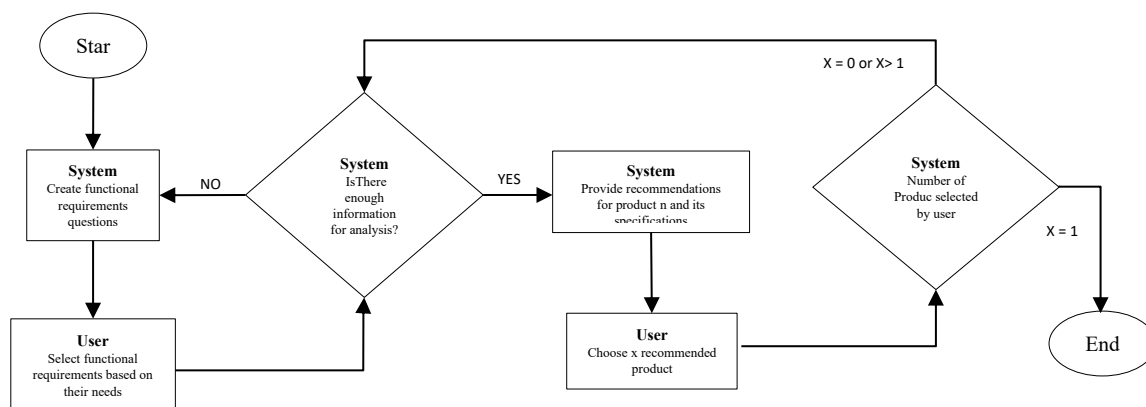 Star
System
Create functional
requirements
questions
User
Select functional
requirements based on
their needs
NO
System
IsThere
enough
information
for analysis?
YES
System
Provide recommendations
for product n and its
specifications
User
Choose x recommended
product
X = 0 or X> 1
System
Number of
Produc selected
by user
X = 1
End